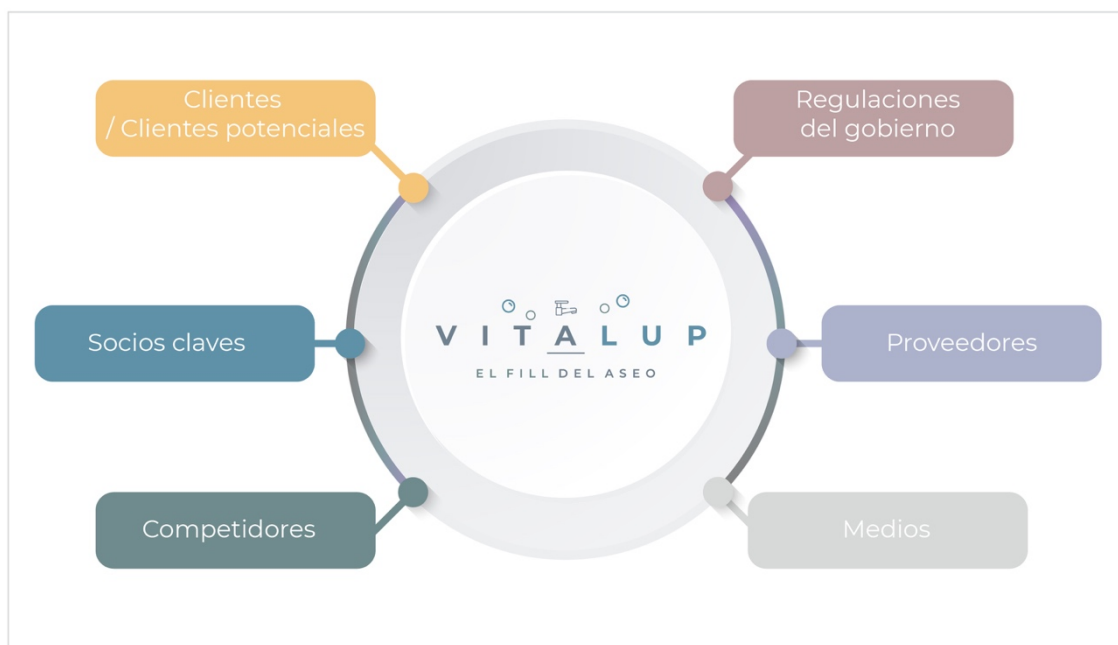 Clientes
/ Clientes potenciales
Regulaciones
del gobierno
Socios claves
VITALUP
EL FILL DEL ASEO
Proveedores
Competidores
Medios